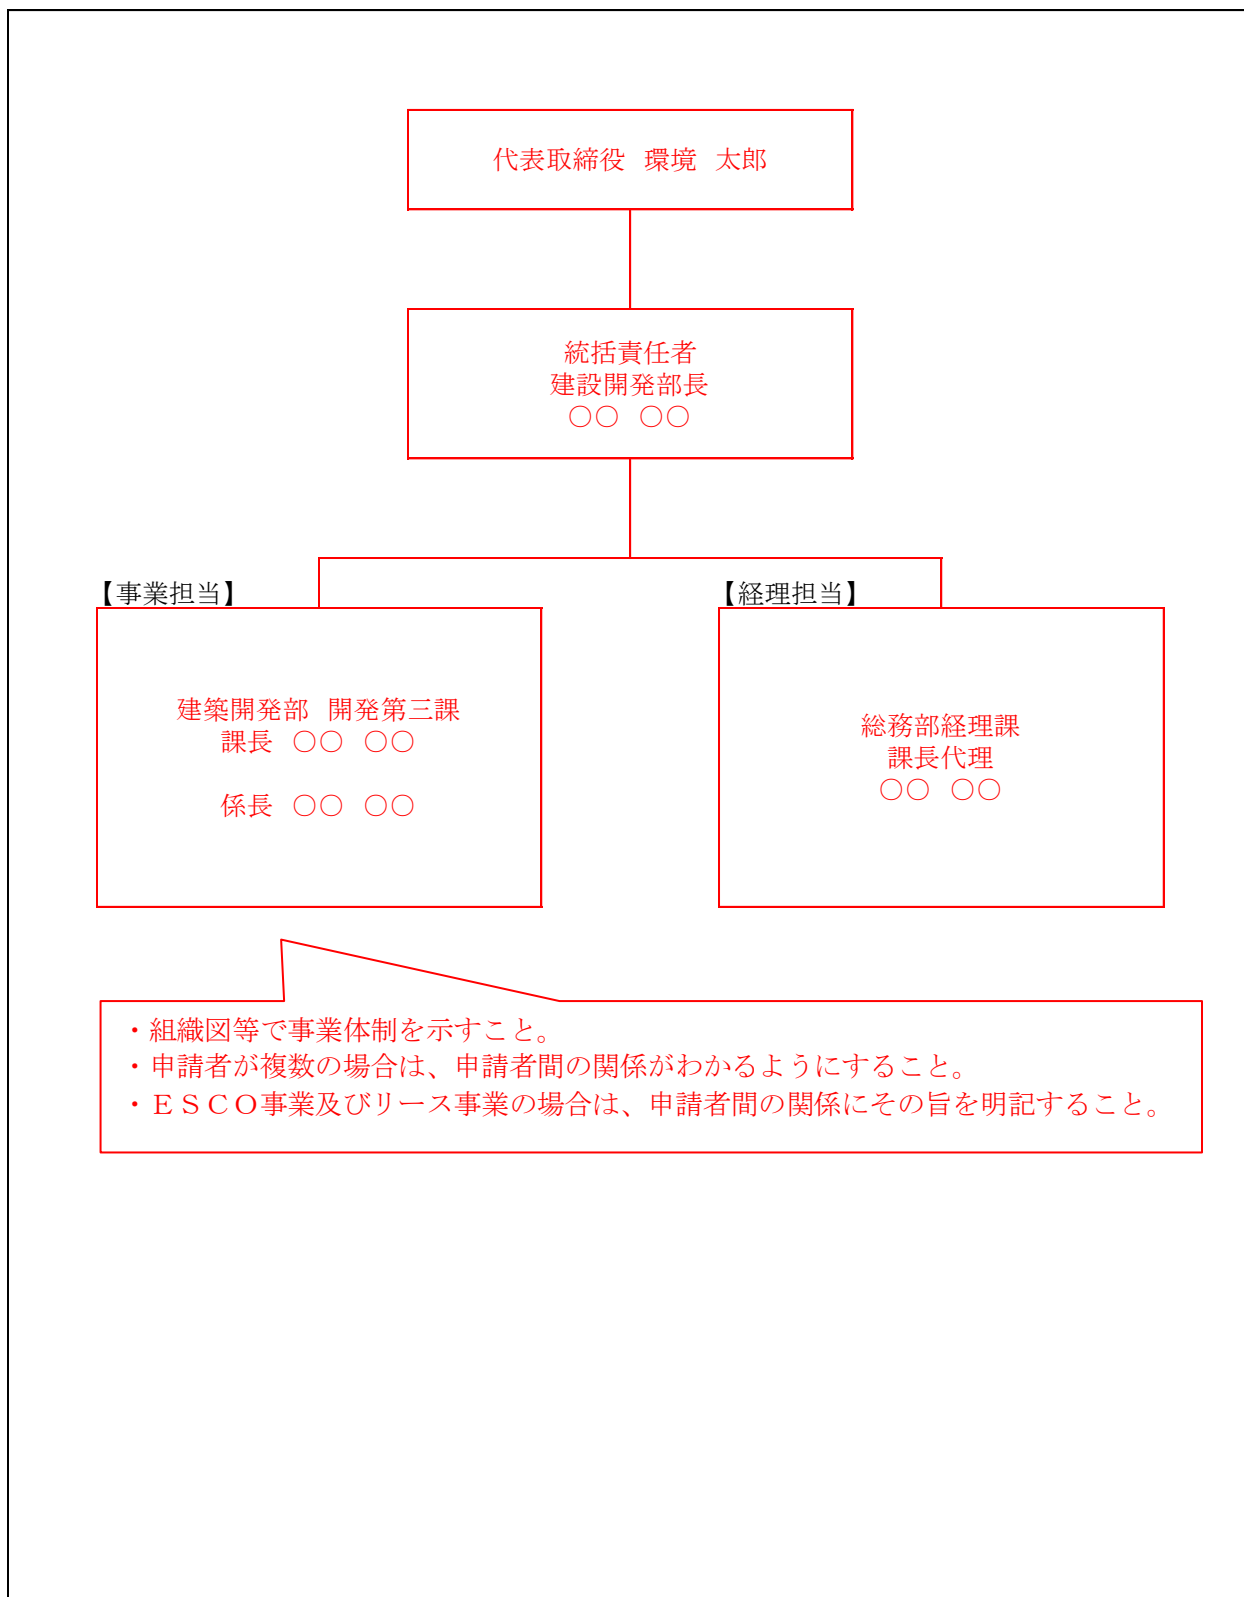 代表取締役 環境 太郎
統括責任者
建設開発部長
○○ ○○
【事業担当】
建築開発部 開発第三課
課長 ○○ ○○
係長 ○○ ○○
【経理担当】
総務部経理課
課長代理
○○ ○○
・組織図等で事業体制を示すこと。
・申請者が複数の場合は、申請者間の関係がわかるようにすること。
・ＥＳＣＯ事業及びリース事業の場合は、申請者間の関係にその旨を明記すること。